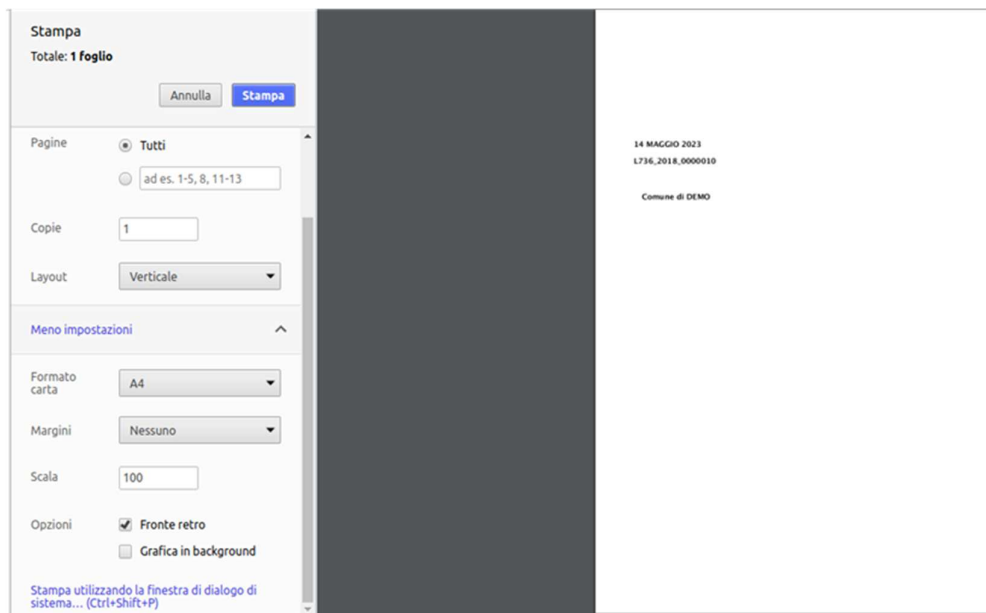 Stampa
Totale: 1 foglio
Annulla
Stampa
Pagine
Tutti
ad es. 1-5, 8, 11-13
Copie
1
Layout
Verticale
Meno impostazioni
Formato
carta
A4
Margini
Nessuno
Scala
100
Opzioni
Fronte retro
Grafica in background
Stampa utilizzando la finestra di dialogo di
sistema... (Ctrl+Shift+P)
14 MAGGIO 2023
L736_2018_0000010
Comune di DEMO